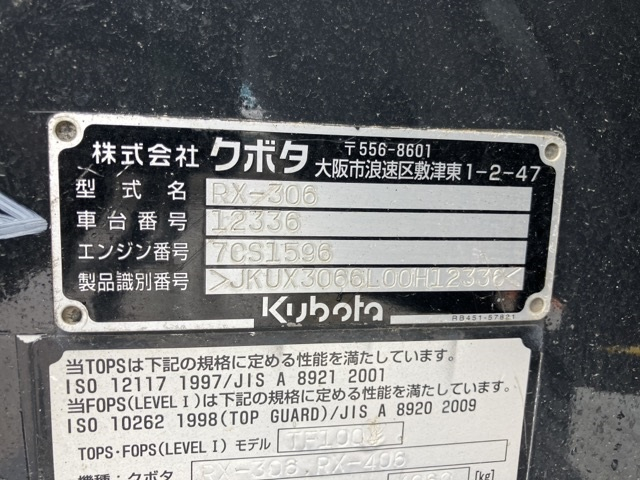 株式会社 クボタ 〒556-8601
大阪市浪速区敷津東1-2-47
型式名 RX-306
車台番号 12336
エンジン番号 7CS1596
製品識別番号 >JKUX3066L00H12336<
Kubota RB451-57821
当TOPSは下記の規格に定める性能を満たしています。
ISO 12117 1997/JIS A 8921 2001
当FOPS(LEVEL I)は下記の規格に定める性能を満たしています。
ISO 10262 1998(TOP GUARD)/JIS A 8920 2009
TOPS・FOPS(LEVEL I) モデル
機種: クボタ RX-306.RX-406
[kg]